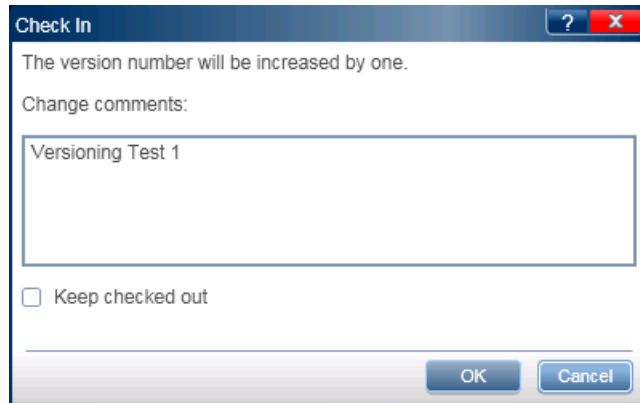 Check In
?
X
The version number will be increased by one.
Change comments:
Versioning Test 1
Keep checked out
OK
Cancel